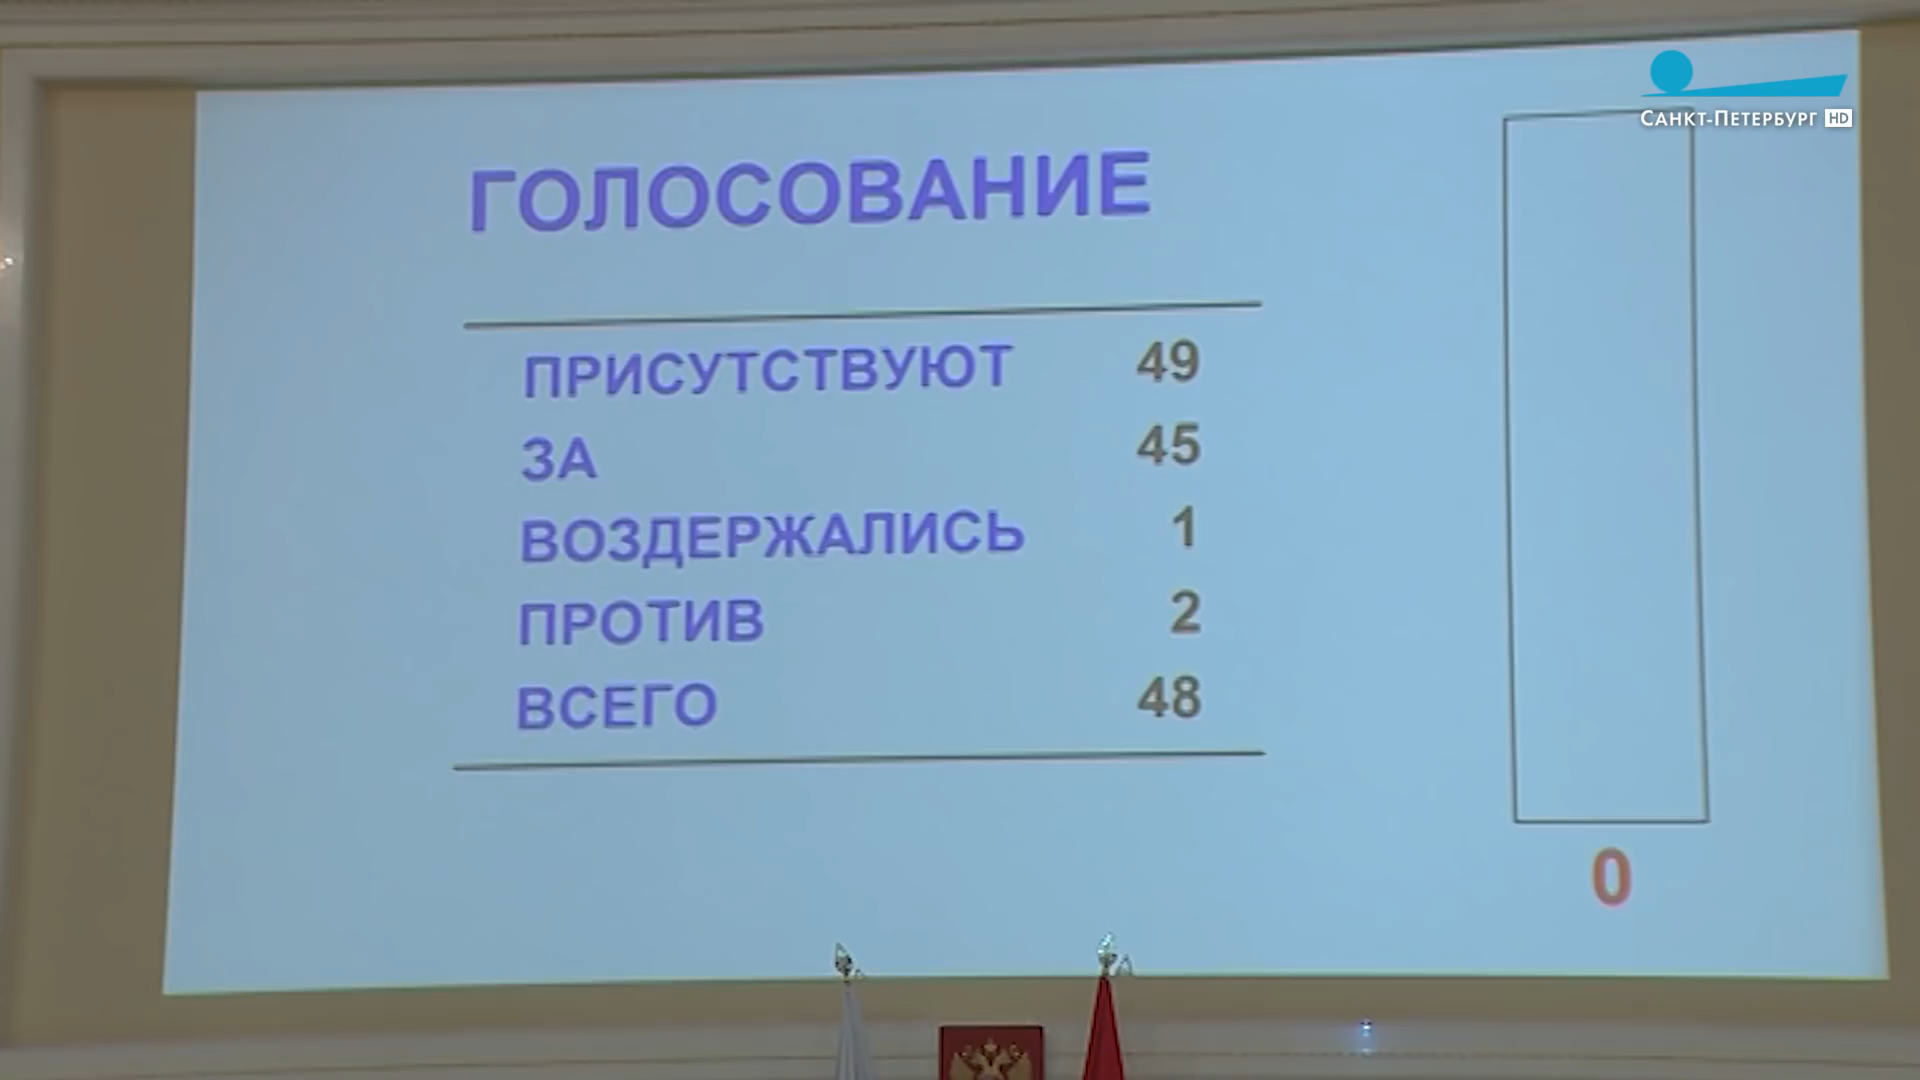 САНКТ-ПЕТЕРБУРГ HD
ГОЛОСОВАНИЕ
ПРИСУТСТВУЮТ 49
ЗА 45
ВОЗДЕРЖАЛИСЬ 1
ПРОТИВ 2
ВСЕГО 48
0